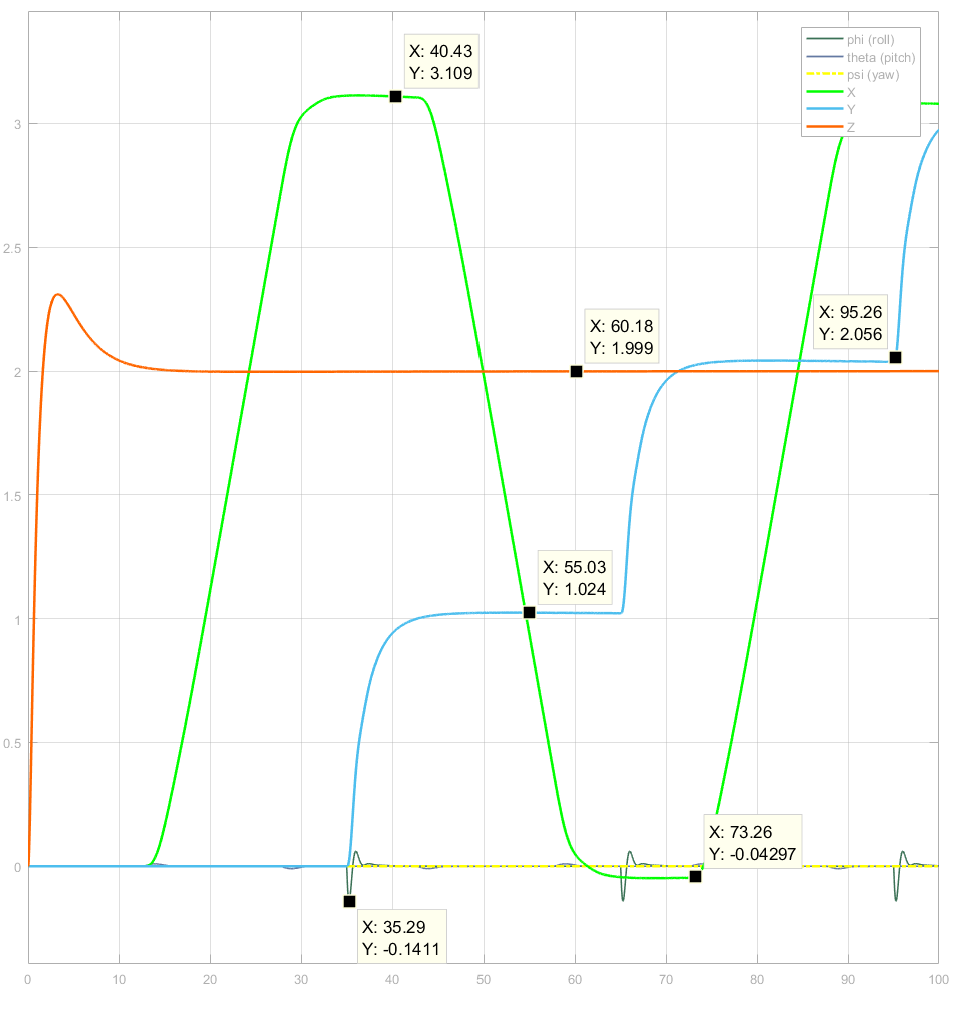 X: 40.43
Y: 3.109
phi (roll)
theta (pitch)
psi (yaw)
X
Y
Z
3
2.5
X: 95.26
Y: 2.056
X: 60.18
Y: 1.999
2
1.5
X: 55.03
Y: 1.024
1
0.5
X: 73.26
Y: -0.04297
0
X: 35.29
Y: -0.1411
0 10 20 30 40 50 60 70 80 90 100